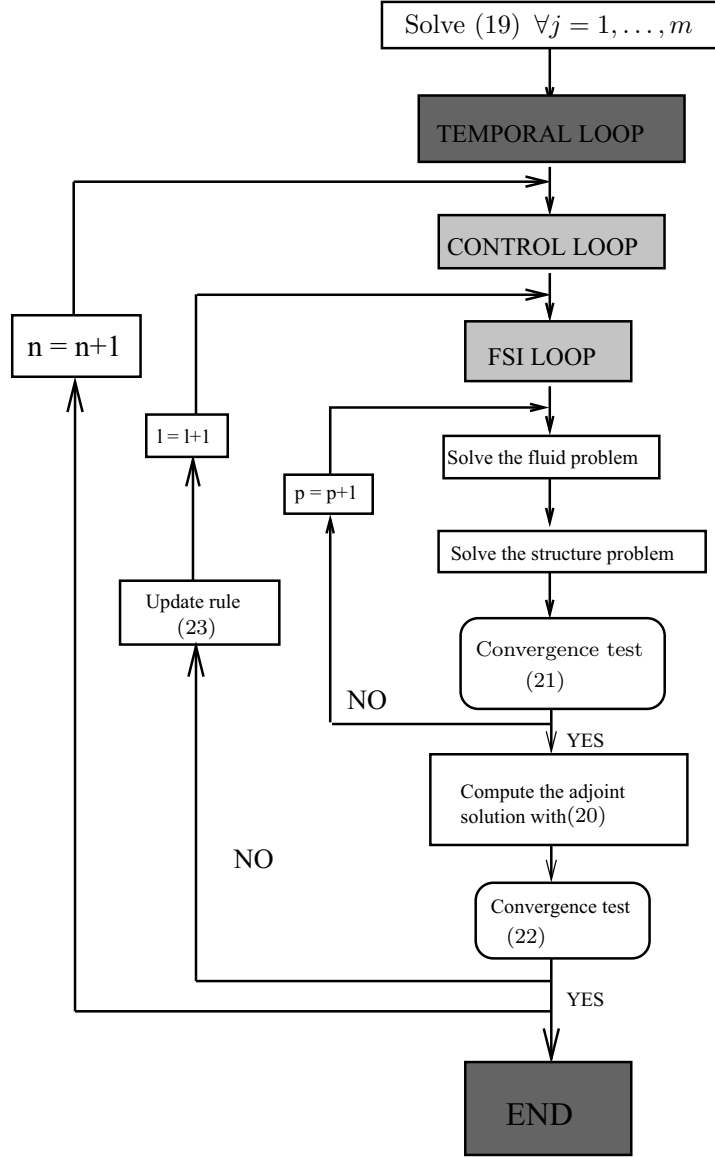 Solve (19) ∀j = 1, . . . , m
TEMPORAL LOOP
CONTROL LOOP
n = n+1
FSI LOOP
l = l+1
Solve the fluid problem
p = p+1
Solve the structure problem
Update rule
(23)
Convergence test
(21)
NO
YES
Compute the adjoint
solution with(20)
NO
Convergence test
(22)
YES
END